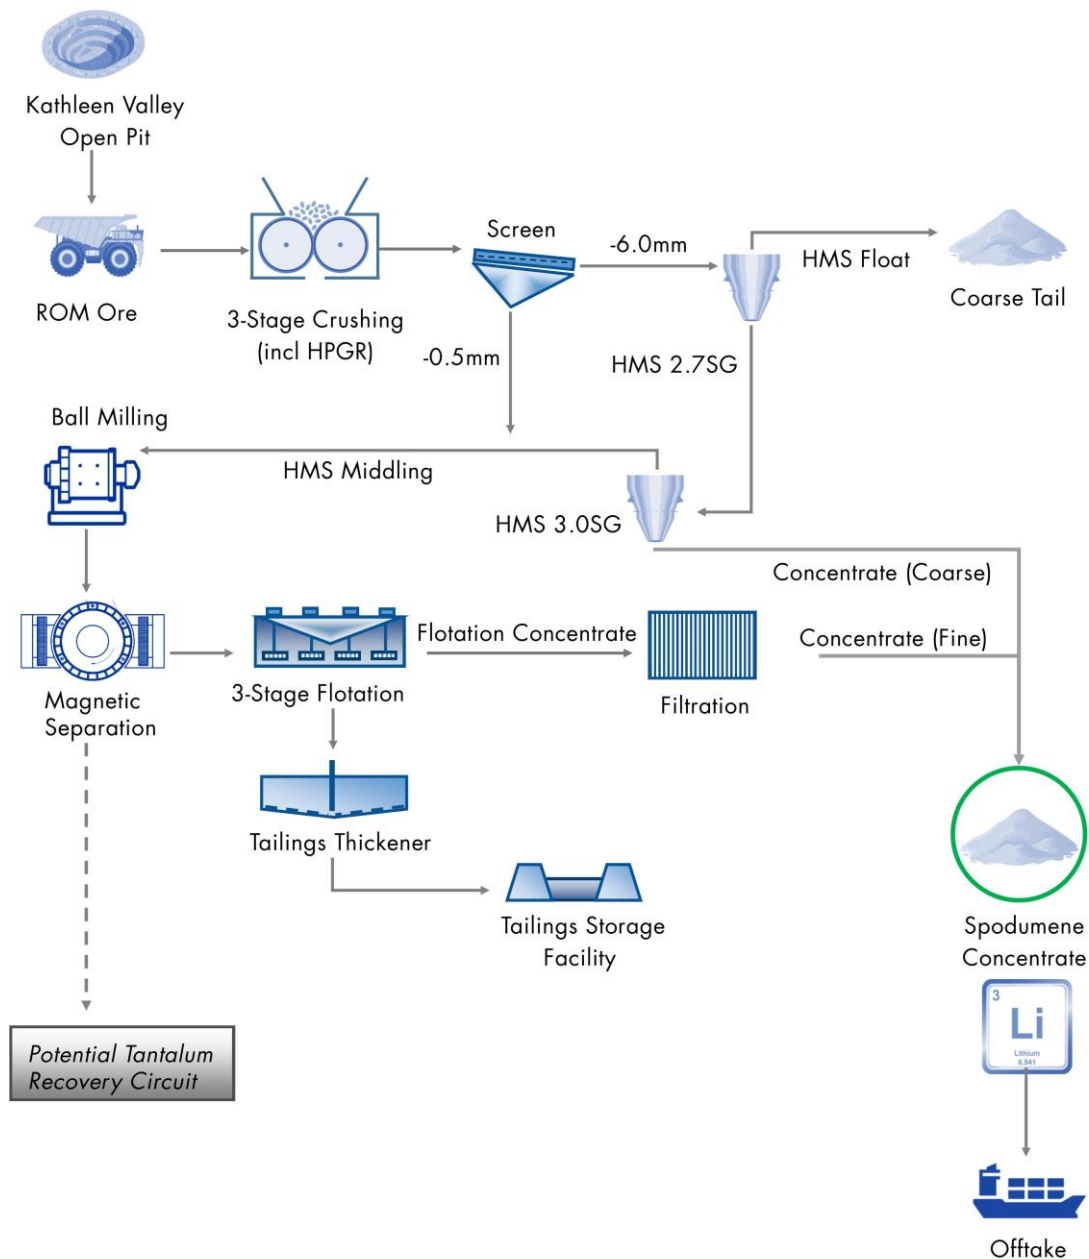 Kathleen Valley
Open Pit
ROM Ore
3-Stage Crushing
(incl HPGR)
Screen
-6.0mm
HMS Float
Coarse Tail
-0.5mm
HMS 2.7SG
Ball Milling
HMS Middling
HMS 3.0SG
Concentrate (Coarse)
Magnetic
Separation
3-Stage Flotation
Flotation Concentrate
Filtration
Concentrate (Fine)
Tailings Thickener
Tailings Storage
Facility
Potential Tantalum
Recovery Circuit
Spodumene
Concentrate
3
Li
Lithium
6.941
Offtake